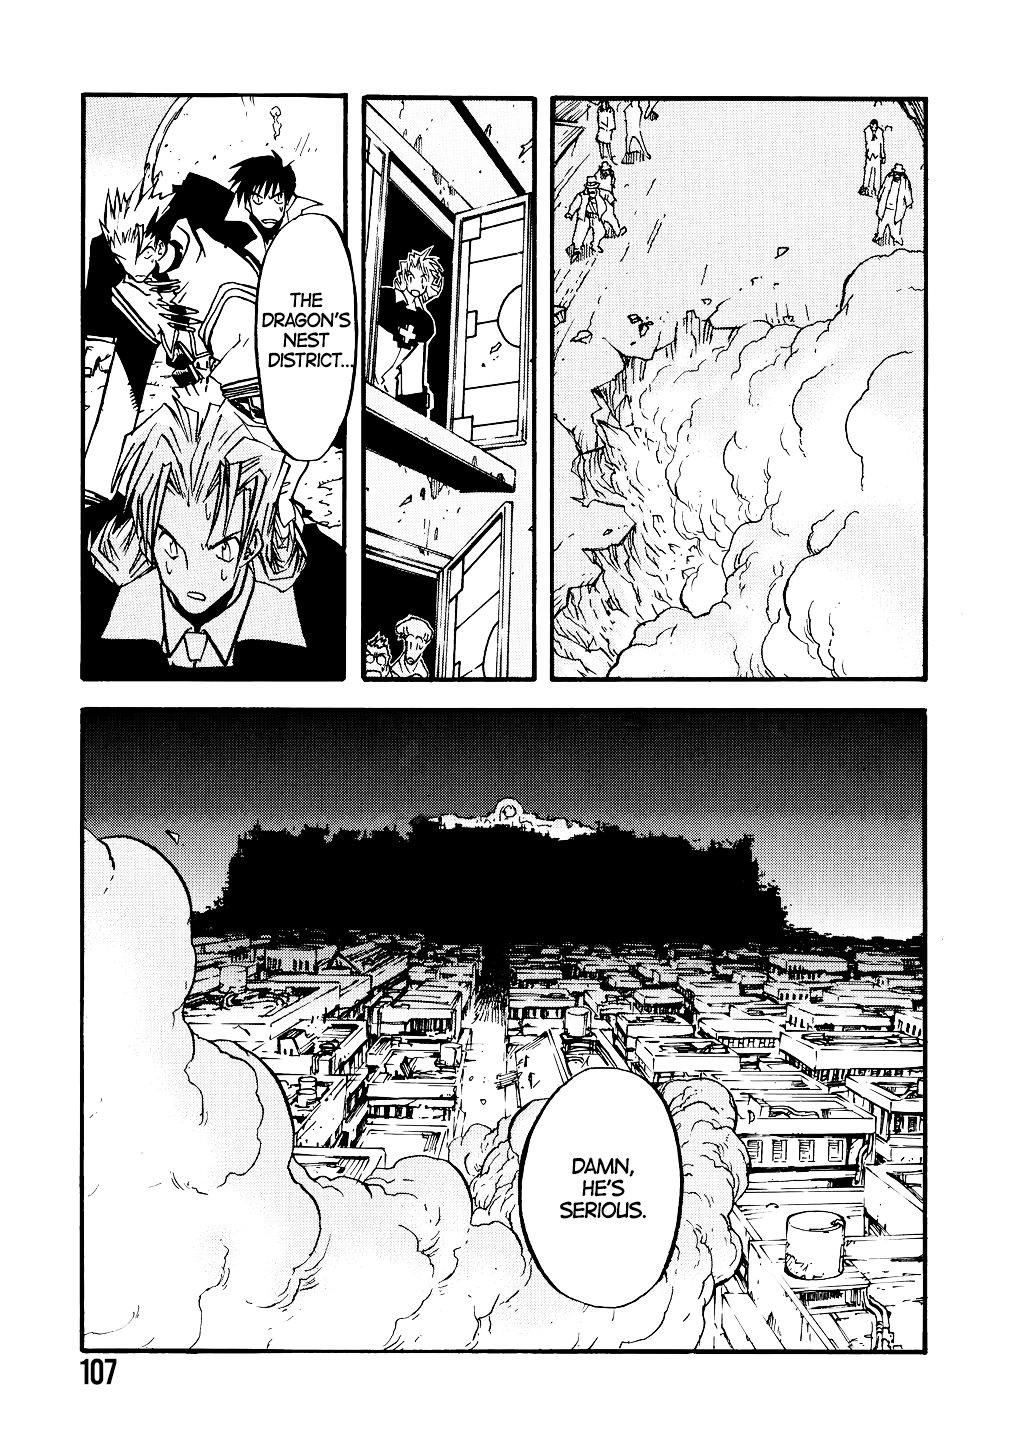 THE
DRAGON'S
NEST
DISTRICT...
DAMN,
HE'S
SERIOUS.
107